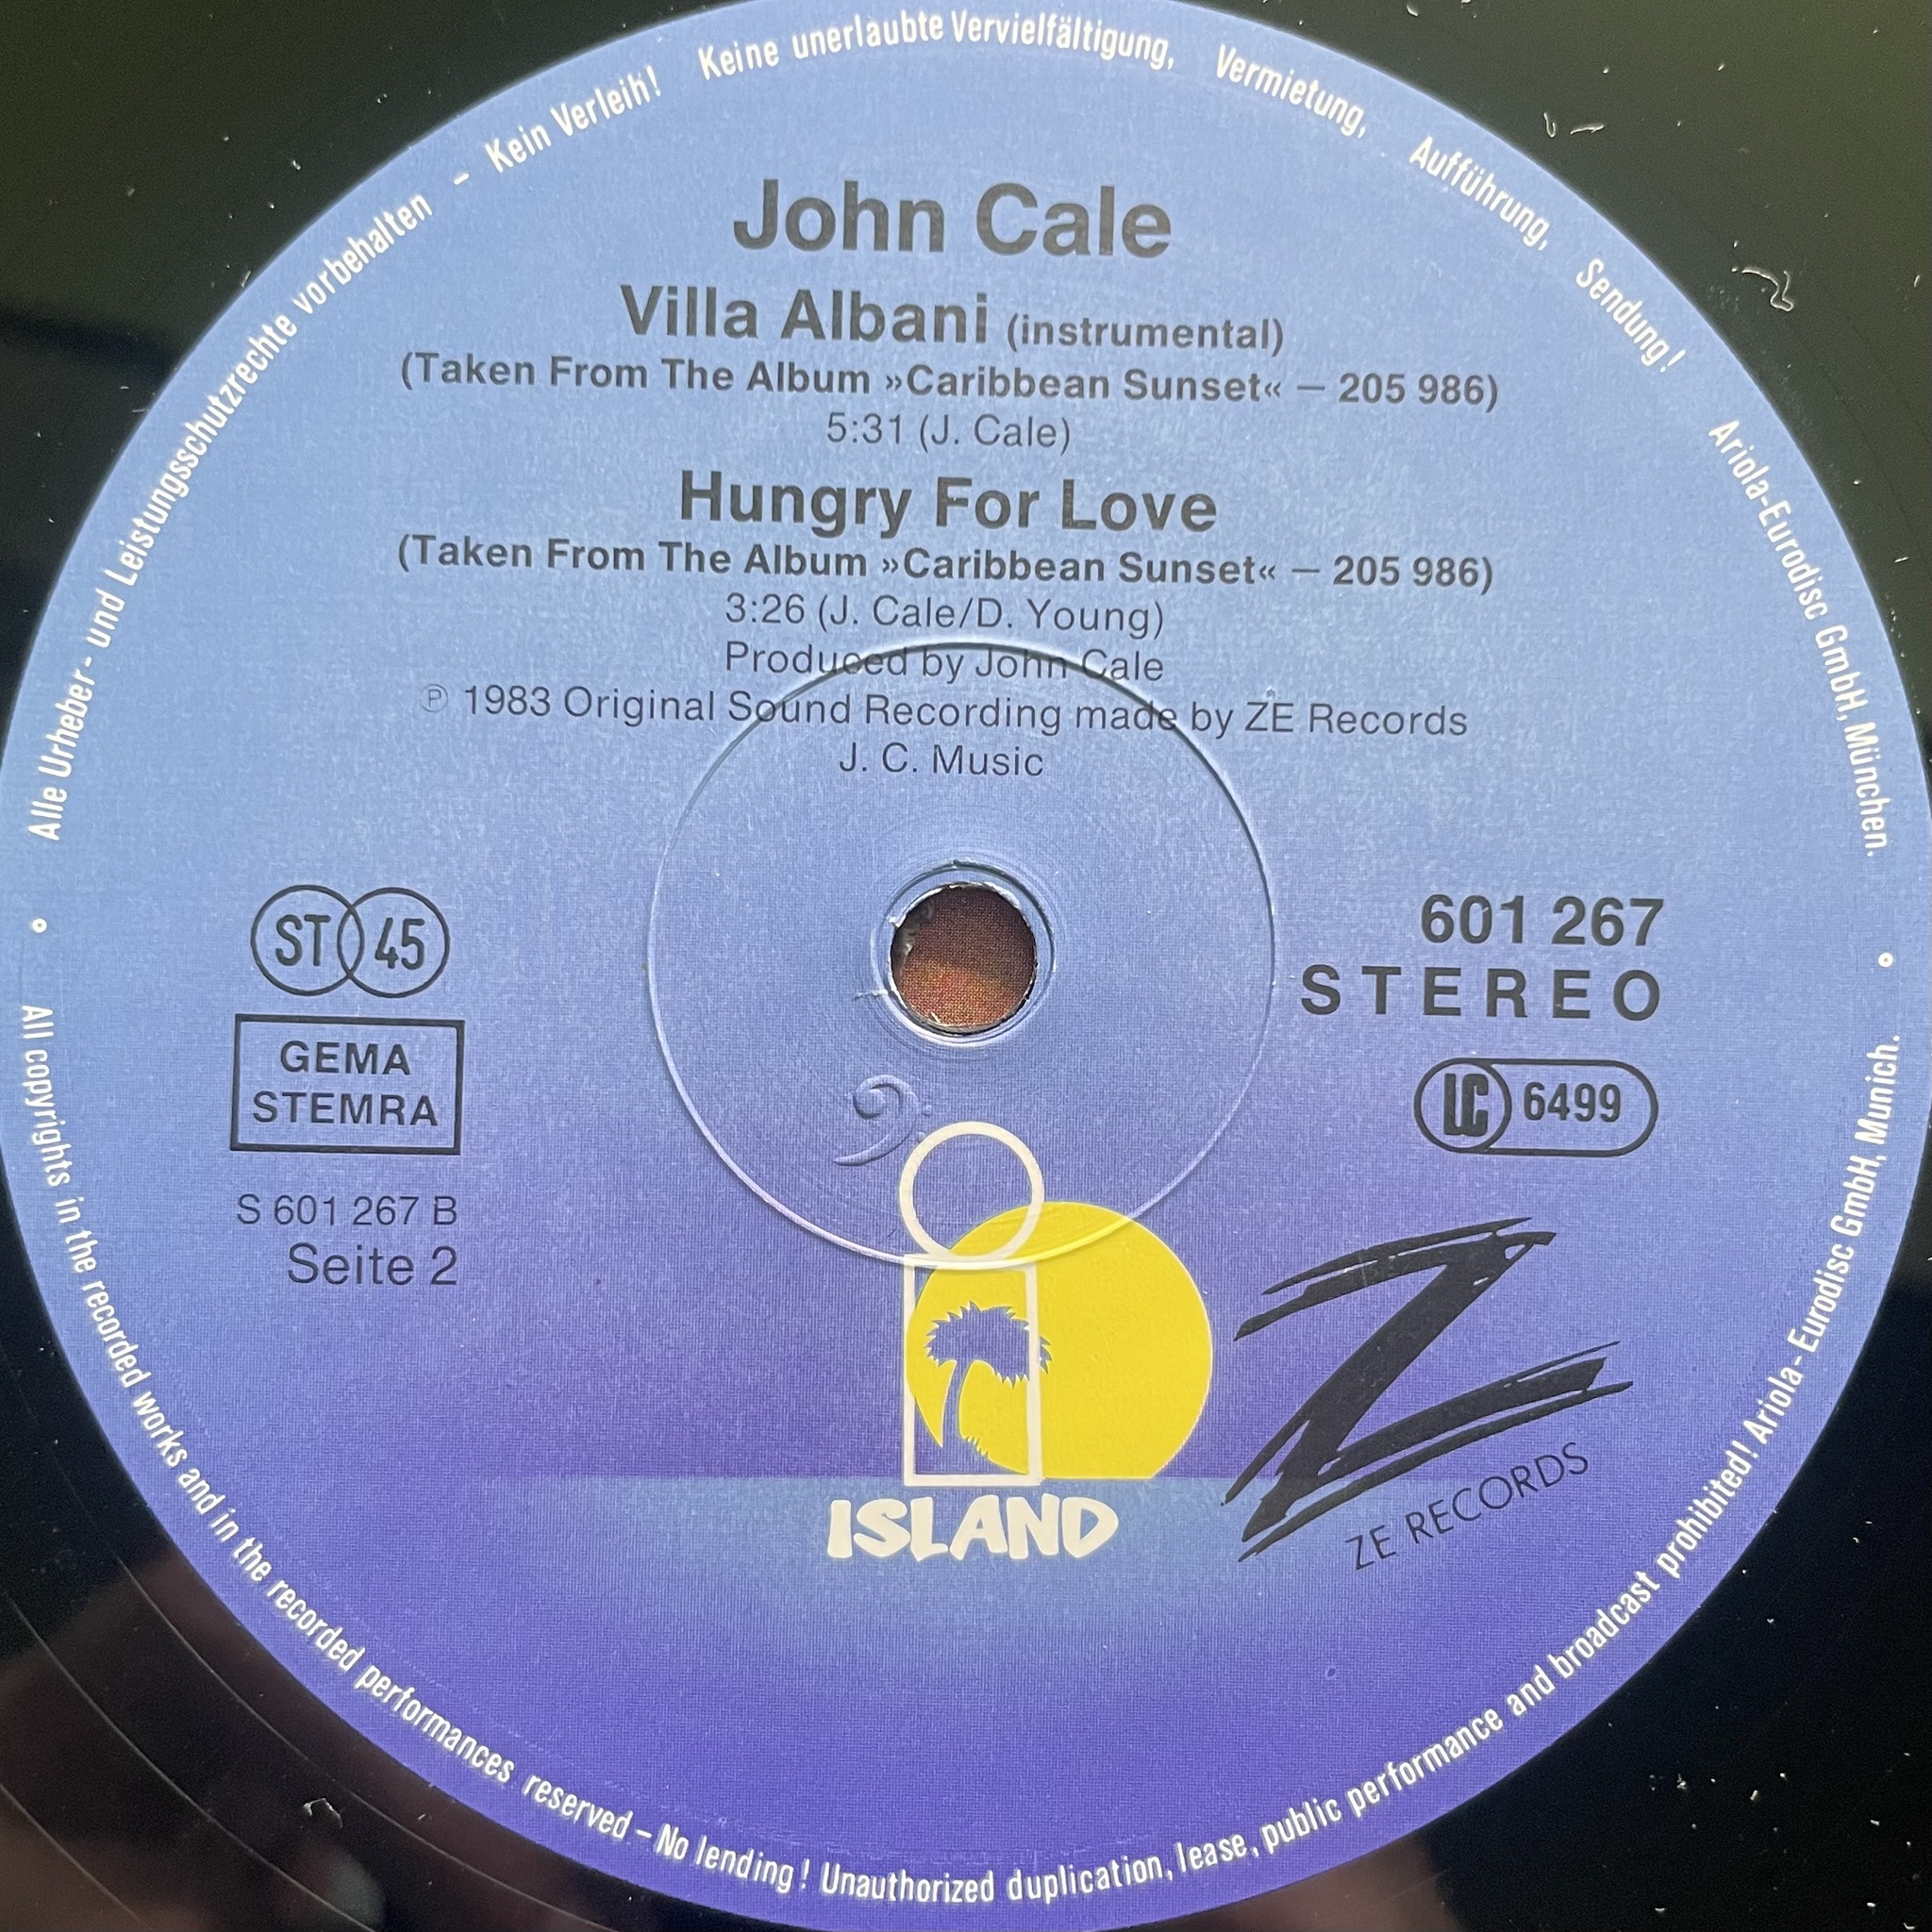 Alle Urheber- und Leistungsschutzrechte vorbehalten - Kein Verleih! Keine unerlaubte Vervielfältigung, Vermietung, Aufführung, Sendung! Ariola-Eurodisc GmbH, München.
John Cale
Villa Albani (instrumental)
(Taken From The Album »Caribbean Sunset« — 205 986)
5:31 (J. Cale)
Hungry For Love
(Taken From The Album »Caribbean Sunset« — 205 986)
3:26 (J. Cale/D. Young)
Produced by John Cale
℗ 1983 Original Sound Recording made by ZE Records
J. C. Music
ST 45
GEMA
STEMRA
S 601 267 B
Seite 2
601 267
STEREO
LC 6499
ISLAND
Z
ZE RECORDS
All copyrights in the recorded works and in the recorded performances reserved – No lending! Unauthorized duplication, lease, public performance and broadcast prohibited! Ariola-Eurodisc GmbH, Munich.